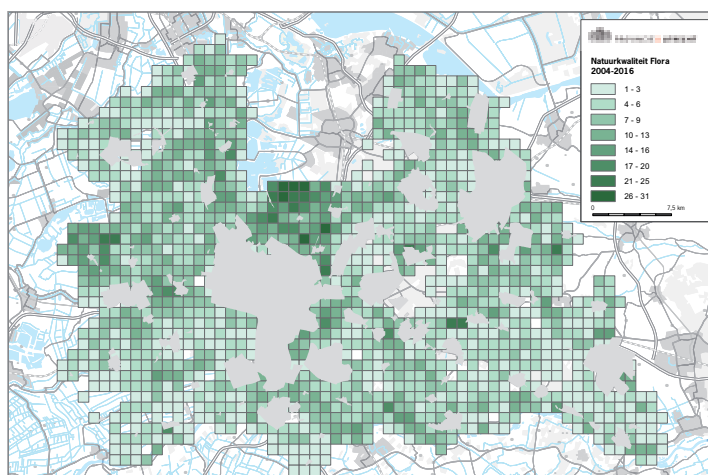 Natuurkwaliteit Flora
2004-2016
1 - 3
4 - 6
7 - 9
10 - 13
14 - 16
17 - 20
21 - 25
26 - 31
0 7,5 km